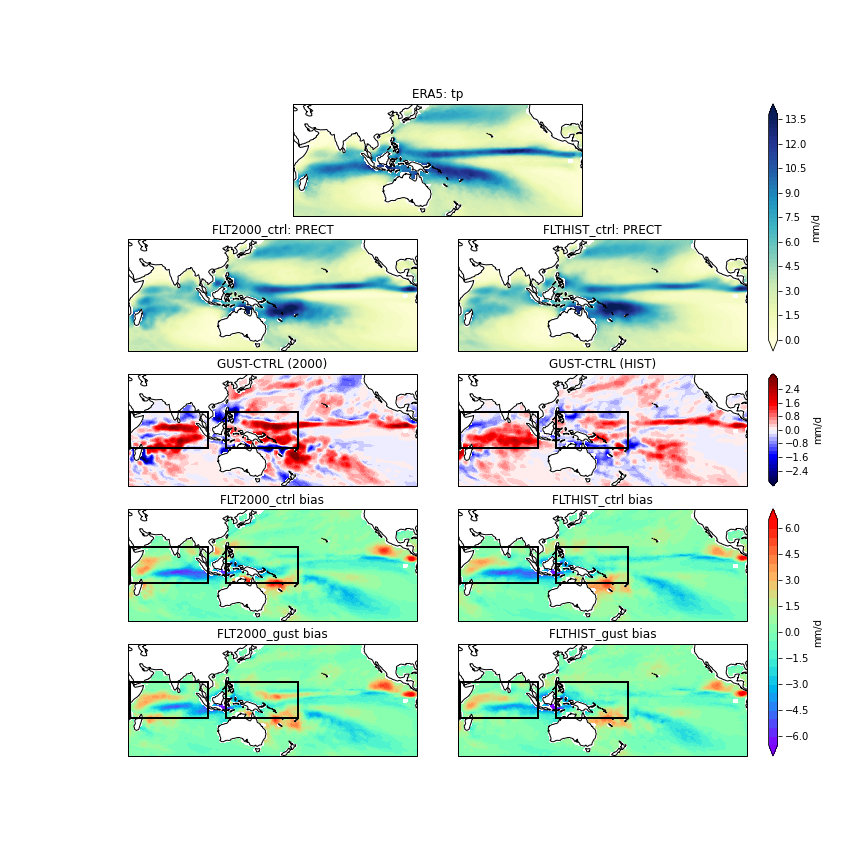 ERA5: tp
13.5
12.0
10.5
9.0
7.5
6.0
4.5
3.0
1.5
0.0
mm/d
FLT2000_ctrl: PRECT
FLTHIST_ctrl: PRECT
GUST-CTRL (2000)
GUST-CTRL (HIST)
2.4
1.6
0.8
0.0
−0.8
−1.6
−2.4
mm/d
FLT2000_ctrl bias
FLTHIST_ctrl bias
6.0
4.5
3.0
1.5
0.0
−1.5
−3.0
−4.5
−6.0
mm/d
FLT2000_gust bias
FLTHIST_gust bias